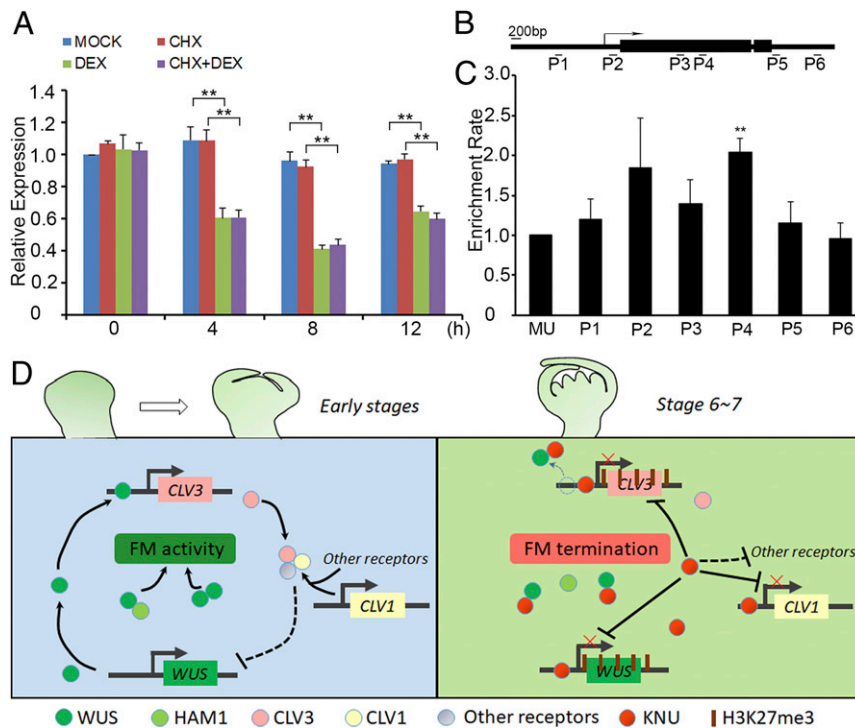 A
MOCK
CHX
DEX
CHX+DEX
Relative Expression
1.4
1.2
1.0
0.8
0.6
0.4
0.2
0
**
**
**
**
**
**
0
4
8
12
(h)
B
200bp
P1
P2
P3
P4
P5
P6
C
Enrichment Rate
3.0
2.5
2.0
1.5
1.0
0.5
0.0
**
MU
P1
P2
P3
P4
P5
P6
D
Early stages
Stage 6~7
CLV3
FM activity
Other receptors
CLV1
WUS
CLV3
FM termination
Other receptors
CLV1
WUS
WUS
HAM1
CLV3
CLV1
Other receptors
KNU
H3K27me3